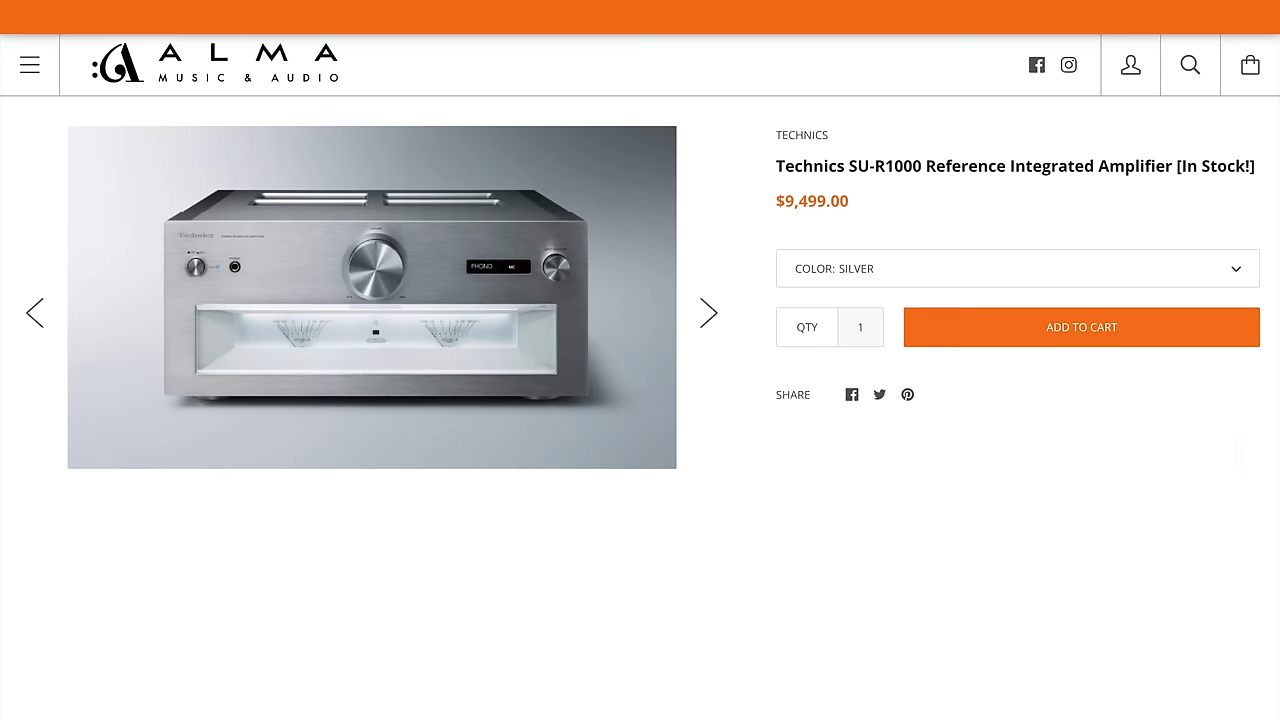 ALMA
MUSIC & AUDIO
TECHNICS
Technics SU-R1000 Reference Integrated Amplifier [In Stock!]
$9,499.00
COLOR: SILVER
QTY 1 ADD TO CART
SHARE
Technics
PHONO MC